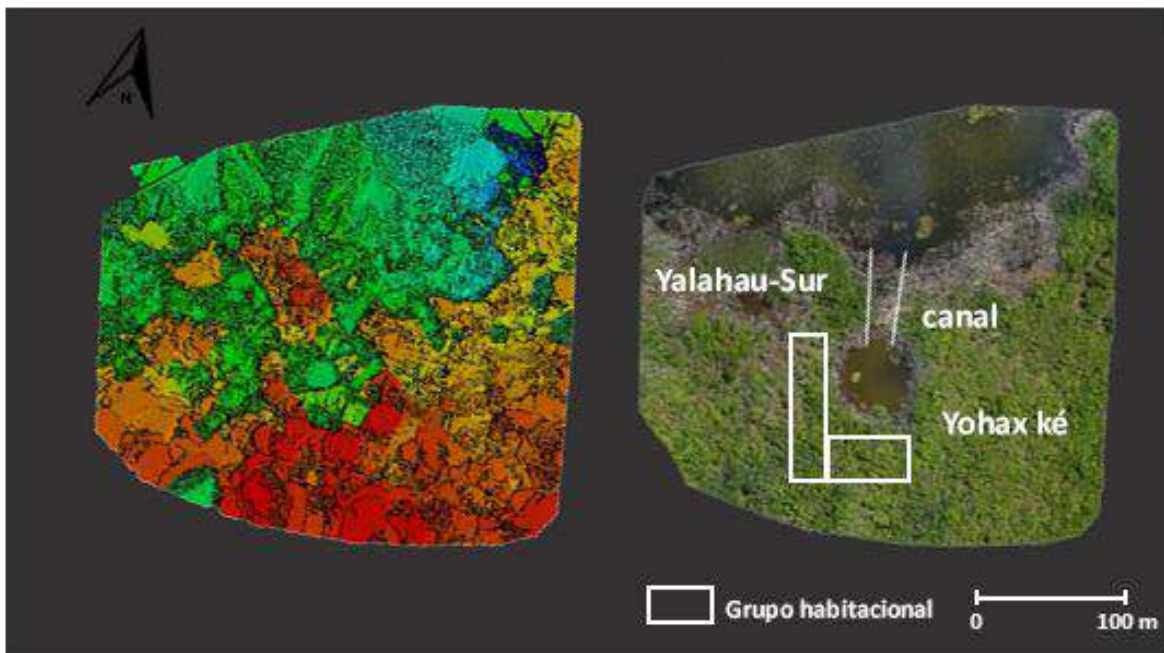 N
Yalahau-Sur
canal
Yohax ké
Grupo habitacional
0 100 m